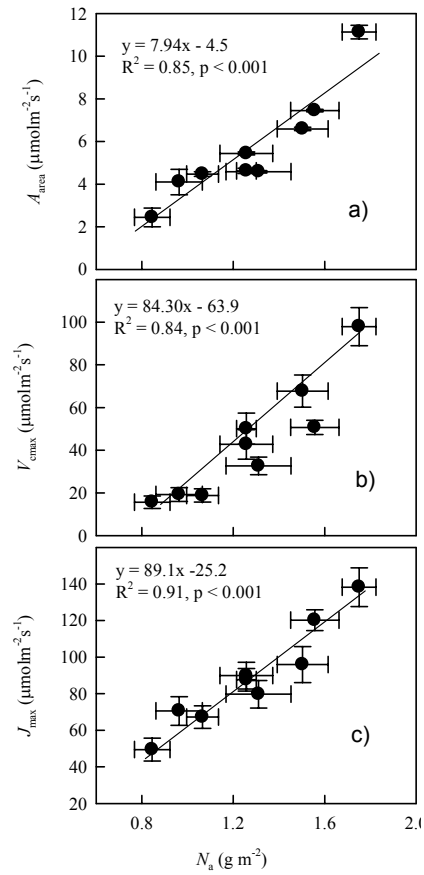 12
10
8
6
4
2
0
y = 7.94x - 4.5
R² = 0.85, p < 0.001
A_area (µmolm⁻²s⁻¹)
a)
100
80
60
40
20
0
y = 84.30x - 63.9
R² = 0.84, p < 0.001
V_cmax (µmolm⁻²s⁻¹)
b)
140
120
100
80
60
40
20
y = 89.1x -25.2
R² = 0.91, p < 0.001
J_max (µmolm⁻²s⁻¹)
c)
0.8 1.2 1.6 2.0
N_a (g m⁻²)